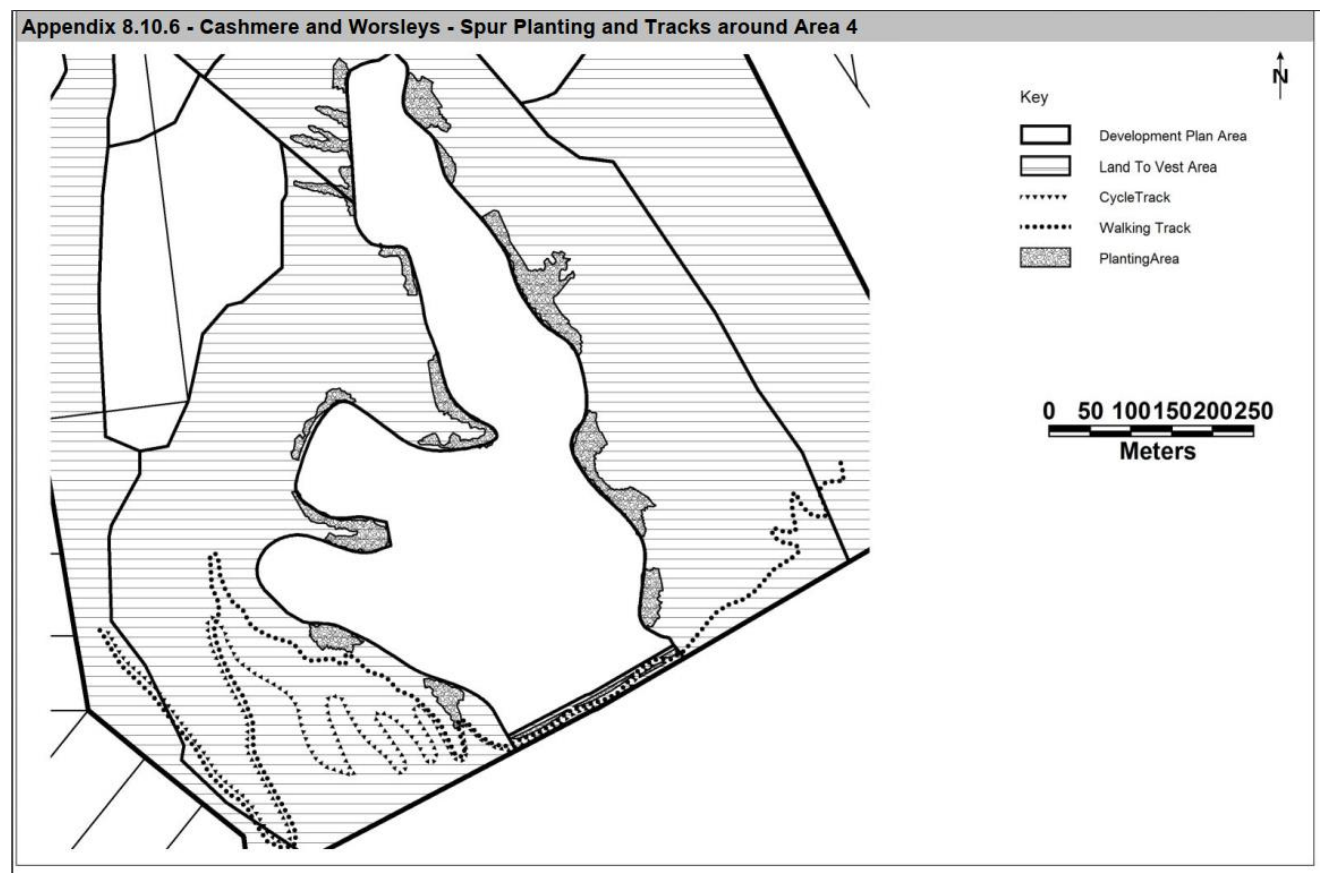 Appendix 8.10.6 - Cashmere and Worsleys - Spur Planting and Tracks around Area 4
N
Key
Development Plan Area
Land To Vest Area
CycleTrack
Walking Track
PlantingArea
0 50 100150200250
Meters